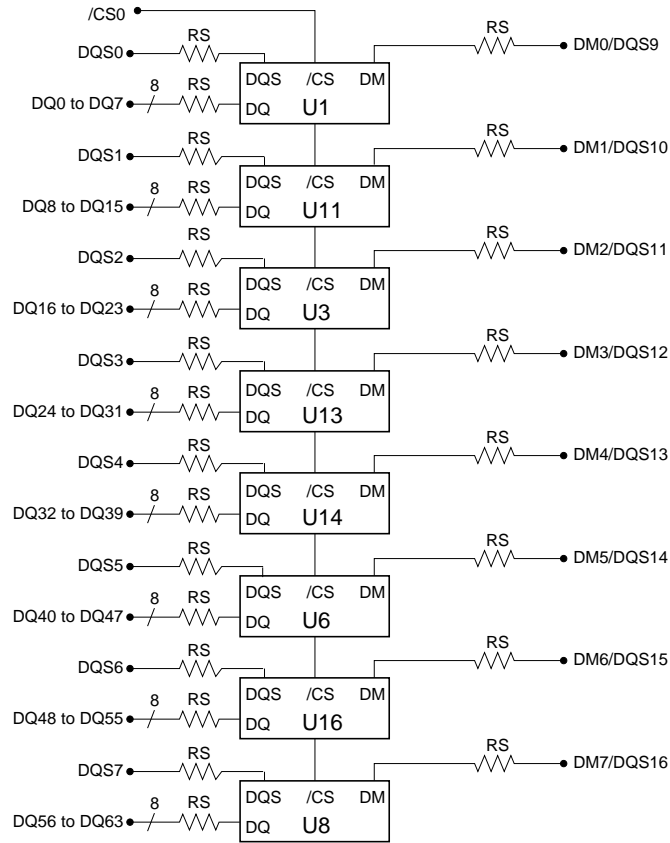 /CS0
RS RS
DQS0 DM0/DQS9
DQS /CS DM
8 RS
DQ0 to DQ7 DQ U1
RS RS
DQS1 DM1/DQS10
DQS /CS DM
8 RS
DQ8 to DQ15 DQ U11
RS RS
DQS2 DM2/DQS11
DQS /CS DM
8 RS
DQ16 to DQ23 DQ U3
RS RS
DQS3 DM3/DQS12
DQS /CS DM
8 RS
DQ24 to DQ31 DQ U13
RS RS
DQS4 DM4/DQS13
DQS /CS DM
8 RS
DQ32 to DQ39 DQ U14
RS RS
DQS5 DM5/DQS14
DQS /CS DM
8 RS
DQ40 to DQ47 DQ U6
RS RS
DQS6 DM6/DQS15
DQS /CS DM
8 RS
DQ48 to DQ55 DQ U16
RS RS
DQS7 DM7/DQS16
DQS /CS DM
8 RS
DQ56 to DQ63 DQ U8